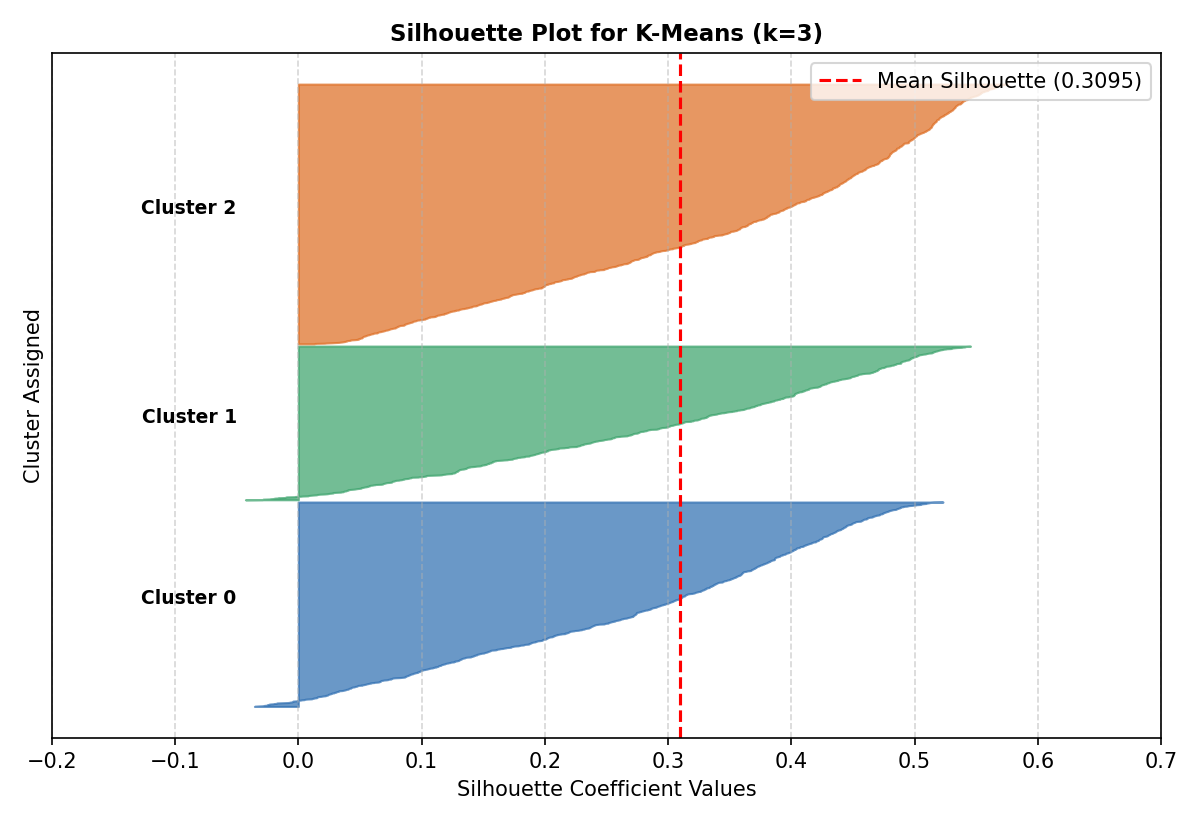 Silhouette Plot for K-Means (k=3)
Mean Silhouette (0.3095)
Cluster 2
Cluster 1
Cluster 0
Cluster Assigned
−0.2 −0.1 0.0 0.1 0.2 0.3 0.4 0.5 0.6 0.7
Silhouette Coefficient Values